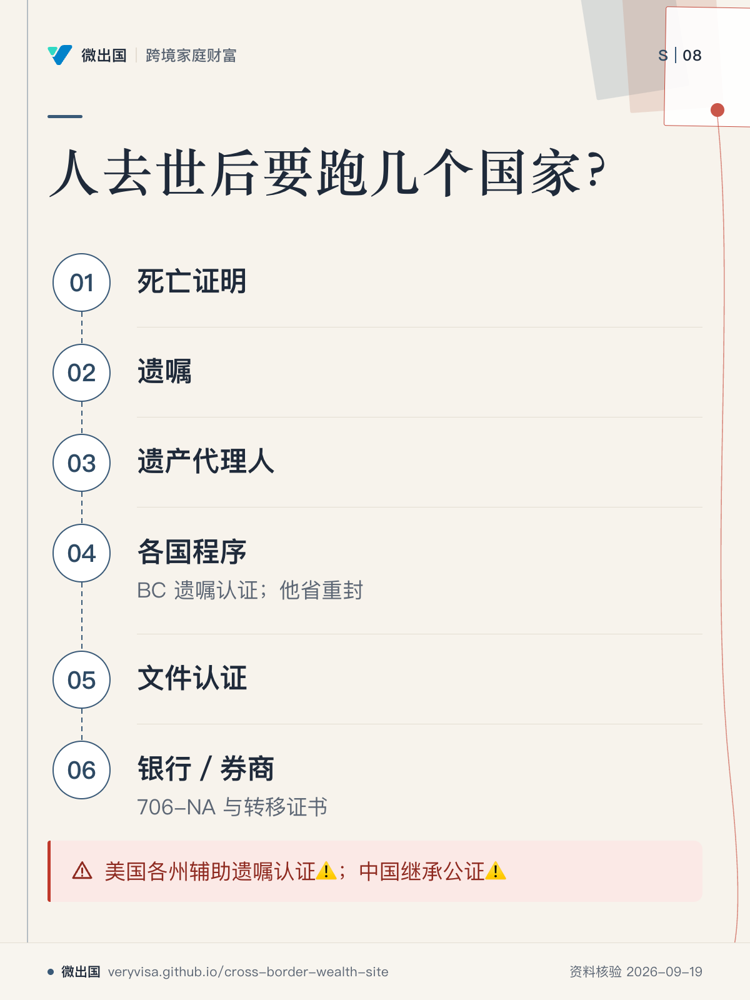 微出国 | 跨境家庭财富
S | 08
人去世后要跑几个国家?
01 死亡证明
02 遗嘱
03 遗产代理人
04 各国程序
BC 遗嘱认证；他省重封
05 文件认证
06 银行 / 券商
706-NA 与转移证书
⚠ 美国各州辅助遗嘱认证⚠️；中国继承公证⚠️
• 微出国 veryvisa.github.io/cross-border-wealth-site
资料核验 2026-09-19